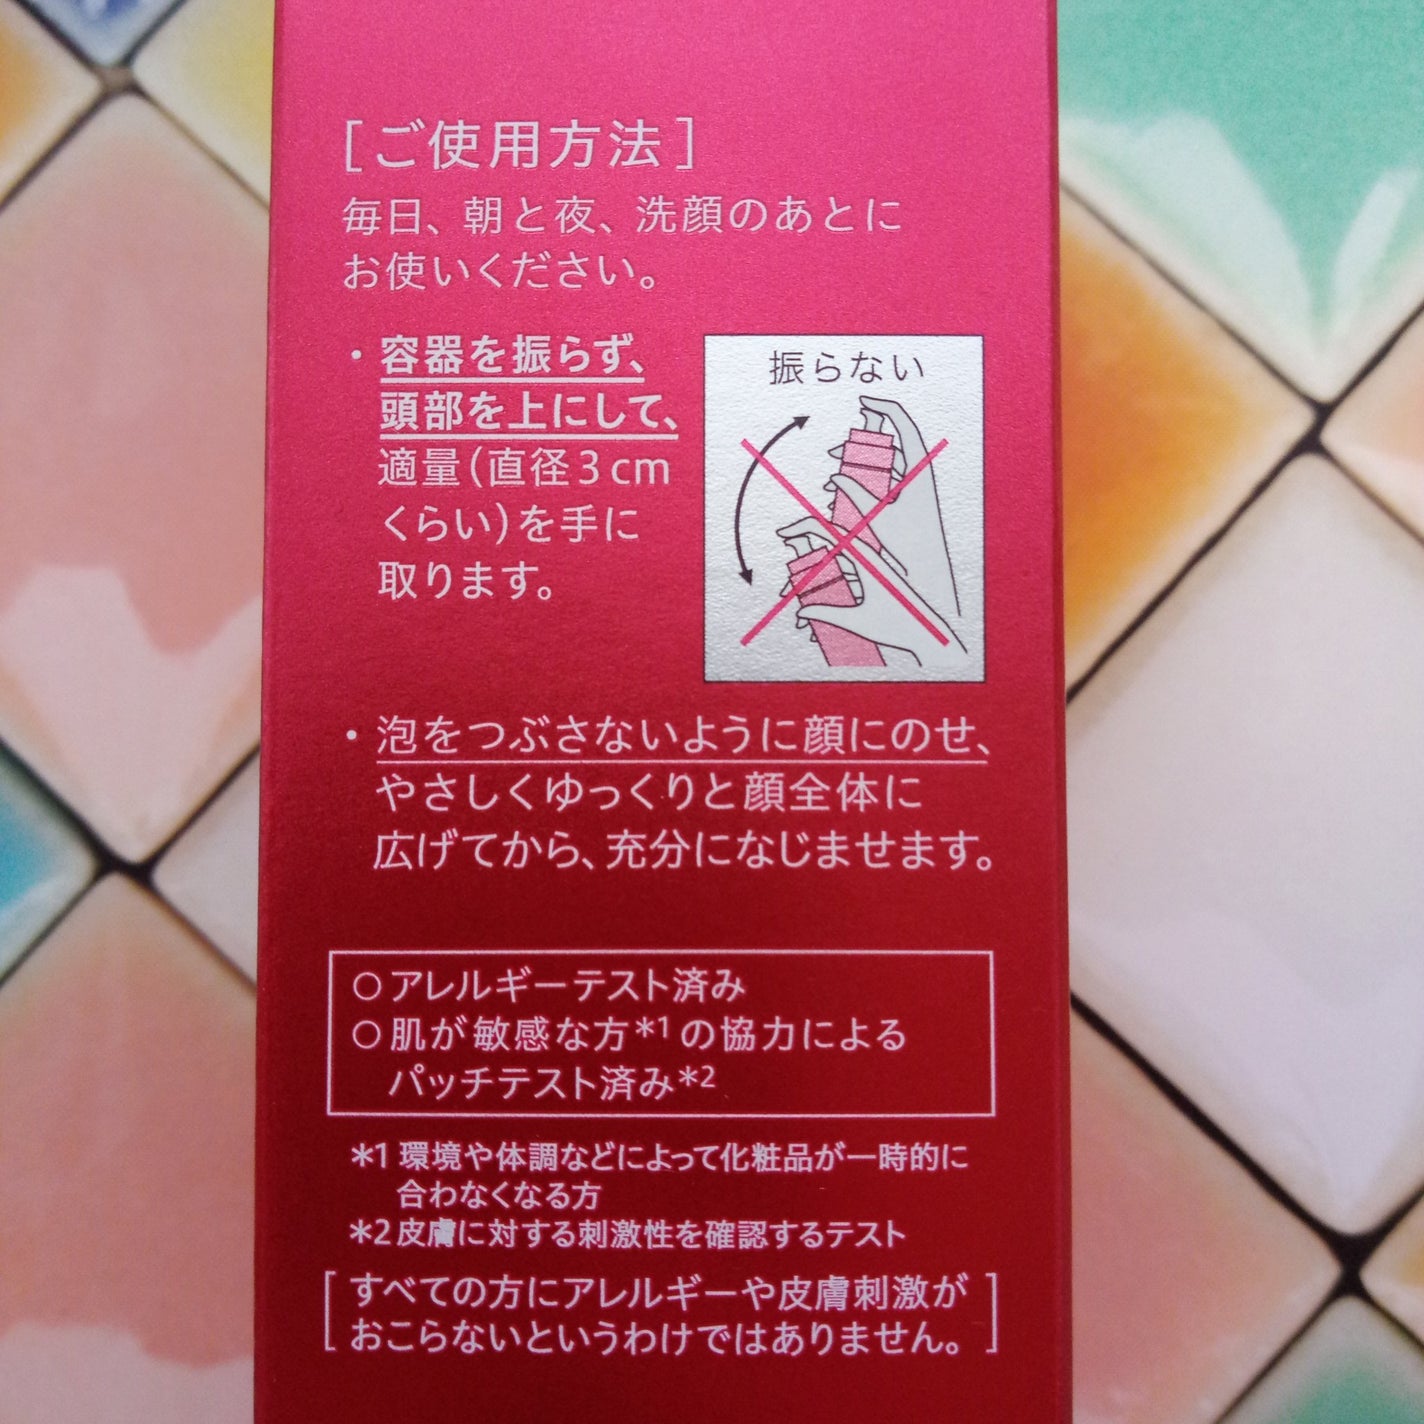 [ご使用方法]
毎日、朝と夜、洗顔のあとに
お使いください。
・容器を振らず、
頭部を上にして、
適量(直径3cm
くらい)を手に
取ります。
振らない
・泡をつぶさないように顔にのせ、
やさしくゆっくりと顔全体に
広げてから、充分になじませます。
○アレルギーテスト済み
○肌が敏感な方*1の協力による
パッチテスト済み*2
*1 環境や体調などによって化粧品が一時的に
合わなくなる方
*2 皮膚に対する刺激性を確認するテスト
[すべての方にアレルギーや皮膚刺激が
おこらないというわけではありません。]